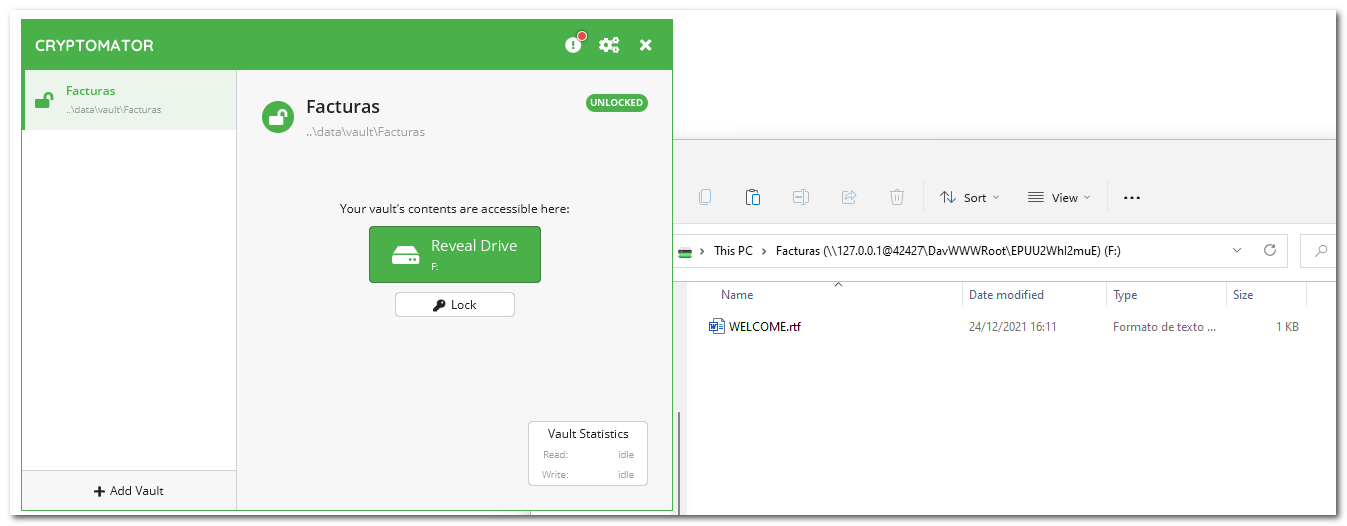 CRYPTOMATOR
Facturas
..\data\vault\Facturas
Facturas
UNLOCKED
..\data\vault\Facturas
Your vault's contents are accessible here:
Reveal Drive
F:
Lock
Vault Statistics
Read: idle
Write: idle
Add Vault
Sort
View
This PC
Facturas (\\127.0.0.1@42427\DavWWWRoot\EPUU2Whl2muE) (F:)
Name Date modified Type Size
WELCOME.rtf 24/12/2021 16:11 Formato de texto ... 1 KB